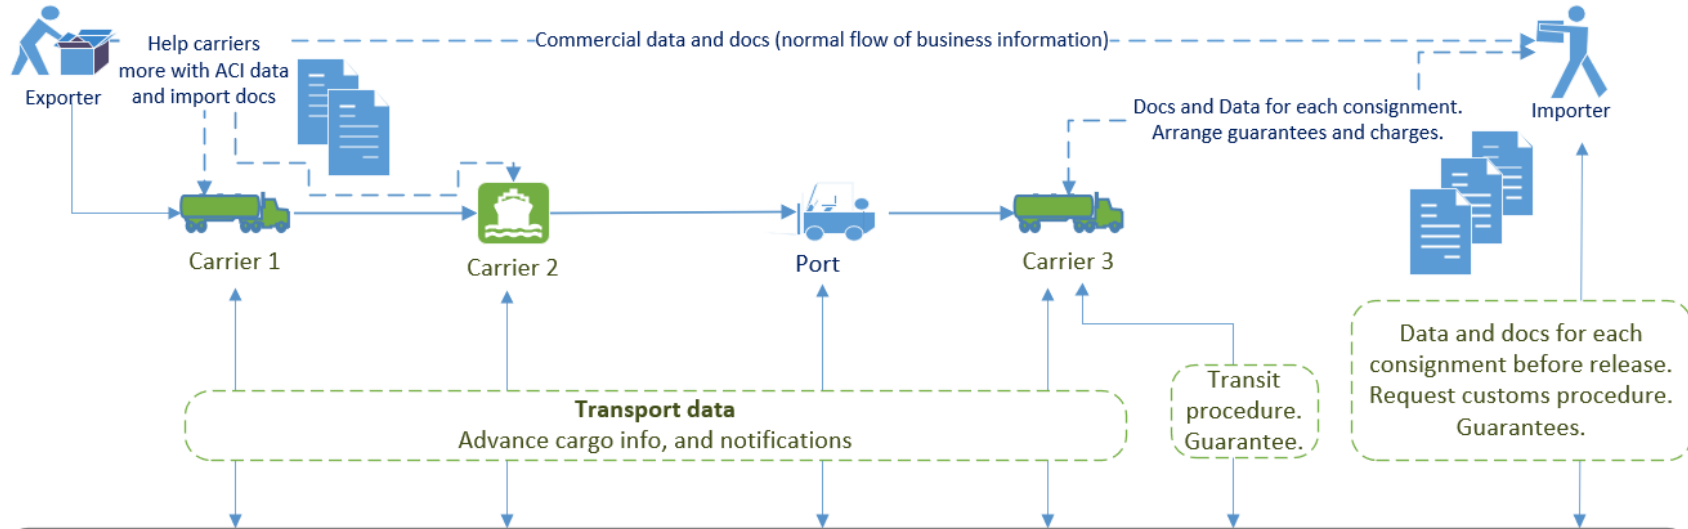 Exporter
Help carriers
more with ACI data
and import docs
Commercial data and docs (normal flow of business information)
Docs and Data for each consignment.
Arrange guarantees and charges.
Importer
Carrier 1
Carrier 2
Port
Carrier 3
Transport data
Advance cargo info, and notifications
Transit
procedure.
Guarantee.
Data and docs for each
consignment before release.
Request customs procedure.
Guarantees.